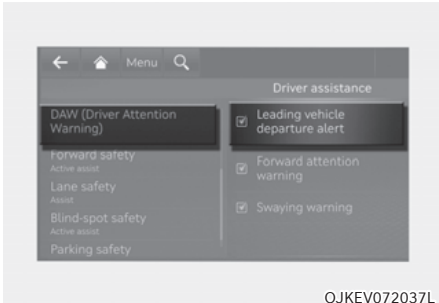 Menu
Driver assistance
DAW (Driver Attention
Warning)
Forward safety
Active assist
Lane safety
Assist
Blind-spot safety
Active assist
Parking safety
Leading vehicle
departure alert
Forward attention
warning
Swaying warning
OJKEV072037L